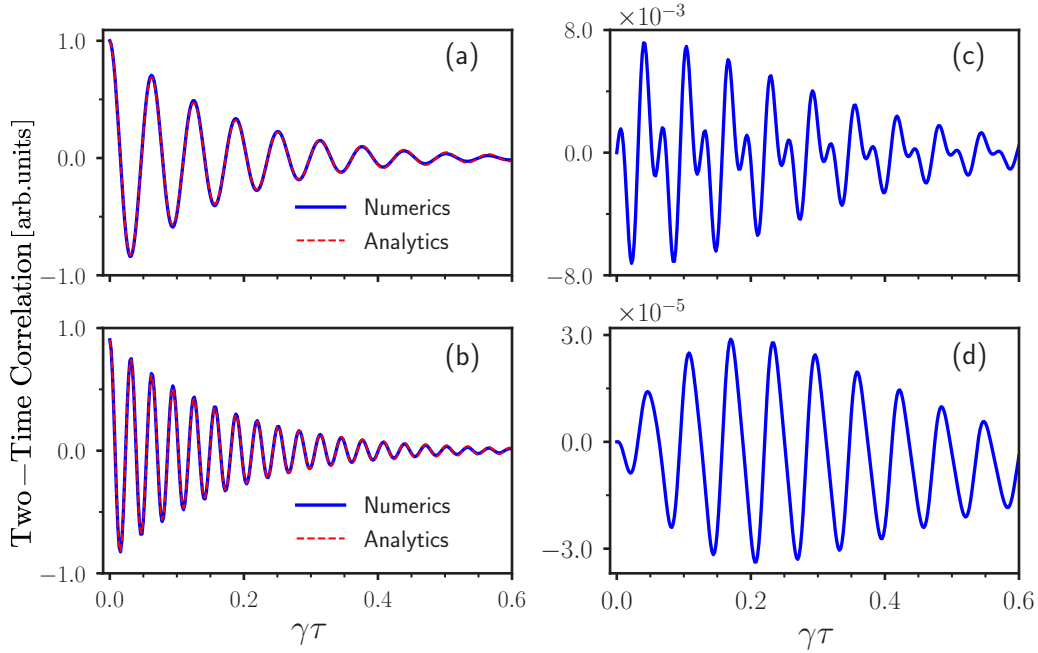 Two−Time Correlation[arb.units]
(a)
1.0
0.0
−1.0
Numerics
Analytics
×10⁻³
(c)
8.0
0.0
−8.0
(b)
1.0
0.0
−1.0
Numerics
Analytics
0.0 0.2 0.4 0.6
γτ
×10⁻⁵
(d)
3.0
0.0
−3.0
0.0 0.2 0.4 0.6
γτ